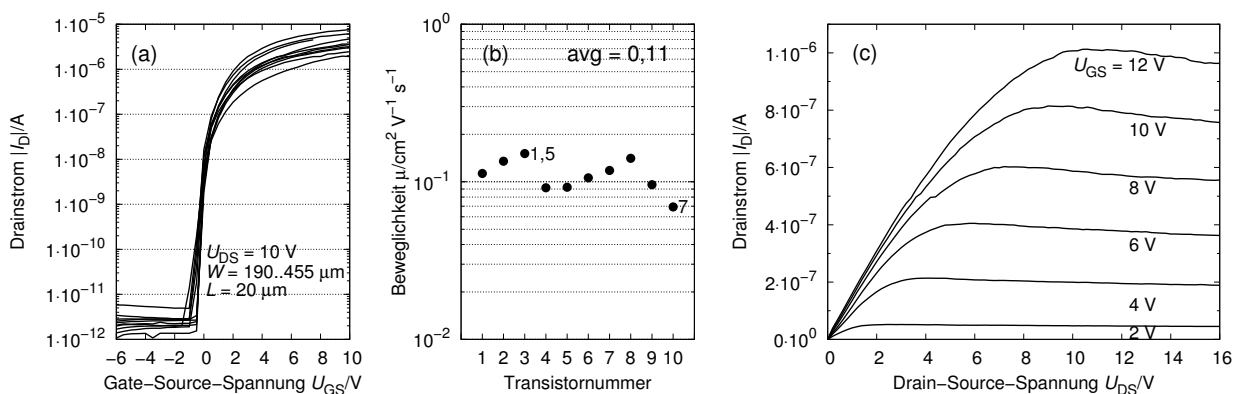 (a)
1·10⁻⁵
1·10⁻⁶
1·10⁻⁷
1·10⁻⁸
1·10⁻⁹
1·10⁻¹⁰
1·10⁻¹¹
1·10⁻¹²
Drainstrom |I_D|/A
U_DS = 10 V
W = 190..455 μm
L = 20 μm
−6 −4 −2 0 2 4 6 8 10
Gate−Source−Spannung U_GS/V
(b)
avg = 0,11
10⁰
10⁻¹
10⁻²
Beweglichkeit μ/cm² V⁻¹ s⁻¹
1,5
7
1 2 3 4 5 6 7 8 9 10
Transistornummer
(c)
1·10⁻⁶
8·10⁻⁷
6·10⁻⁷
4·10⁻⁷
2·10⁻⁷
0·10⁰
Drainstrom |I_D|/A
U_GS = 12 V
10 V
8 V
6 V
4 V
2 V
0 2 4 6 8 10 12 14 16
Drain−Source−Spannung U_DS/V